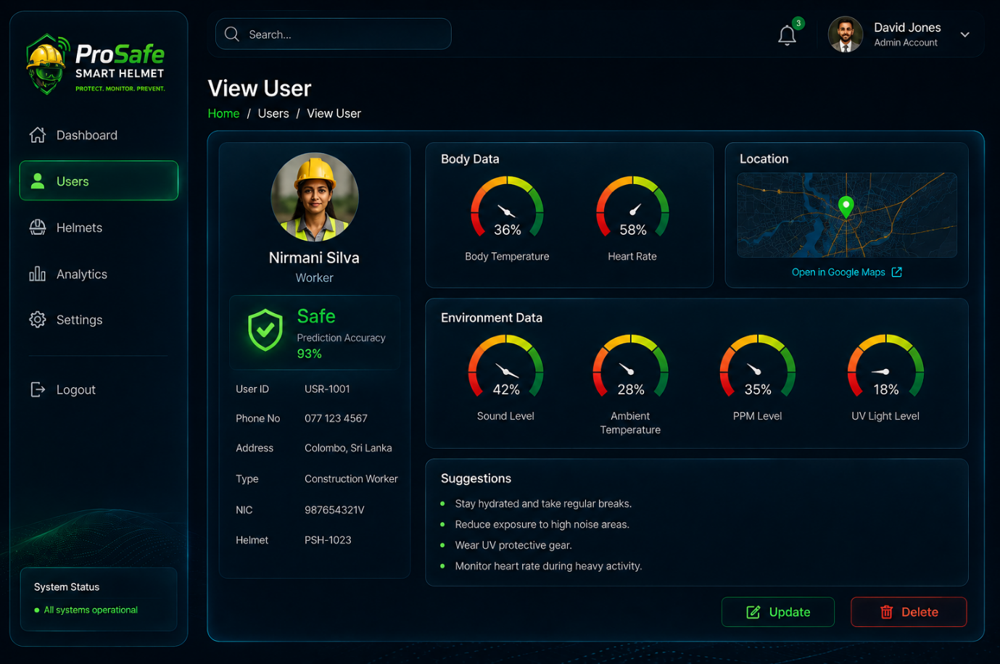 ProSafe
SMART HELMET
PROTECT. MONITOR. PREVENT.
Dashboard
Users
Helmets
Analytics
Settings
Logout
System Status
All systems operational
Search...
3
David Jones
Admin Account
View User
Home / Users / View User
Nirmani Silva
Worker
Safe
Prediction Accuracy
93%
User ID USR-1001
Phone No 077 123 4567
Address Colombo, Sri Lanka
Type Construction Worker
NIC 987654321V
Helmet PSH-1023
Body Data
36%
Body Temperature
58%
Heart Rate
Location
Open in Google Maps
Environment Data
42%
Sound Level
28%
Ambient
Temperature
35%
PPM Level
18%
UV Light Level
Suggestions
Stay hydrated and take regular breaks.
Reduce exposure to high noise areas.
Wear UV protective gear.
Monitor heart rate during heavy activity.
Update
Delete